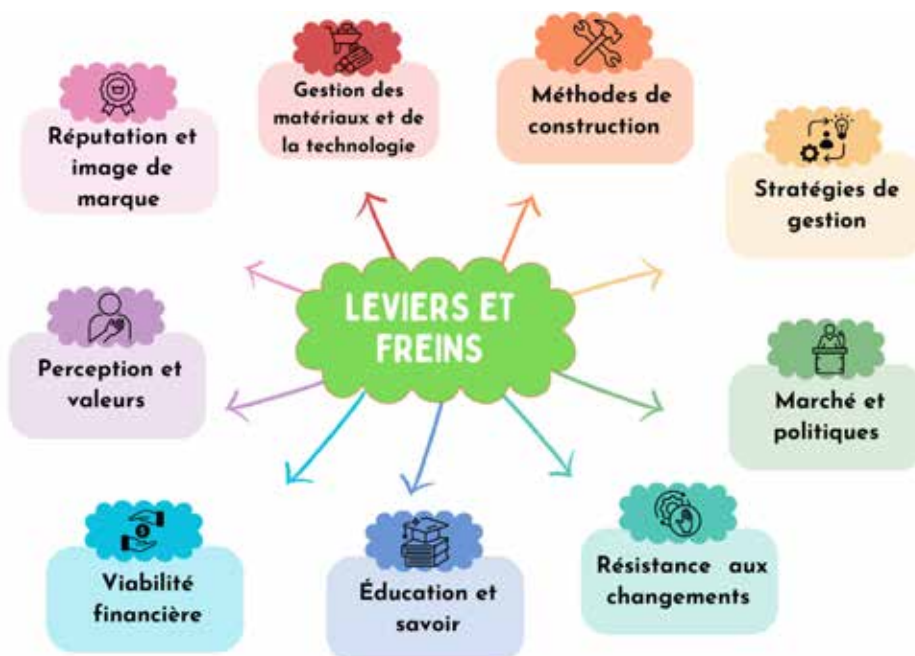 Réputation et
image de
marque
Gestion des
matériaux et de
la technologie
Méthodes de
construction
Stratégies de
gestion
LEVIERS ET
FREINS
Perception et
valeurs
Marché et
politiques
Viabilité
financière
Éducation et
savoir
Résistance aux
changements